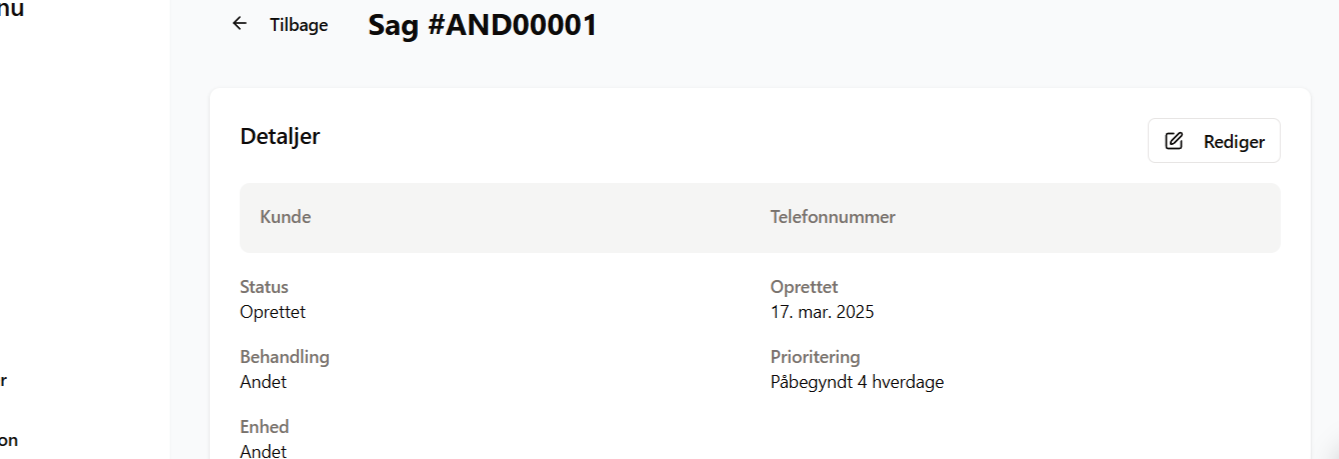 nu
Tilbage
Sag #AND00001
Detaljer
Rediger
Kunde
Telefonnummer
Status
Oprettet
Oprettet
17. mar. 2025
Behandling
Andet
Prioritering
Påbegyndt 4 hverdage
Enhed
Andet
r
on